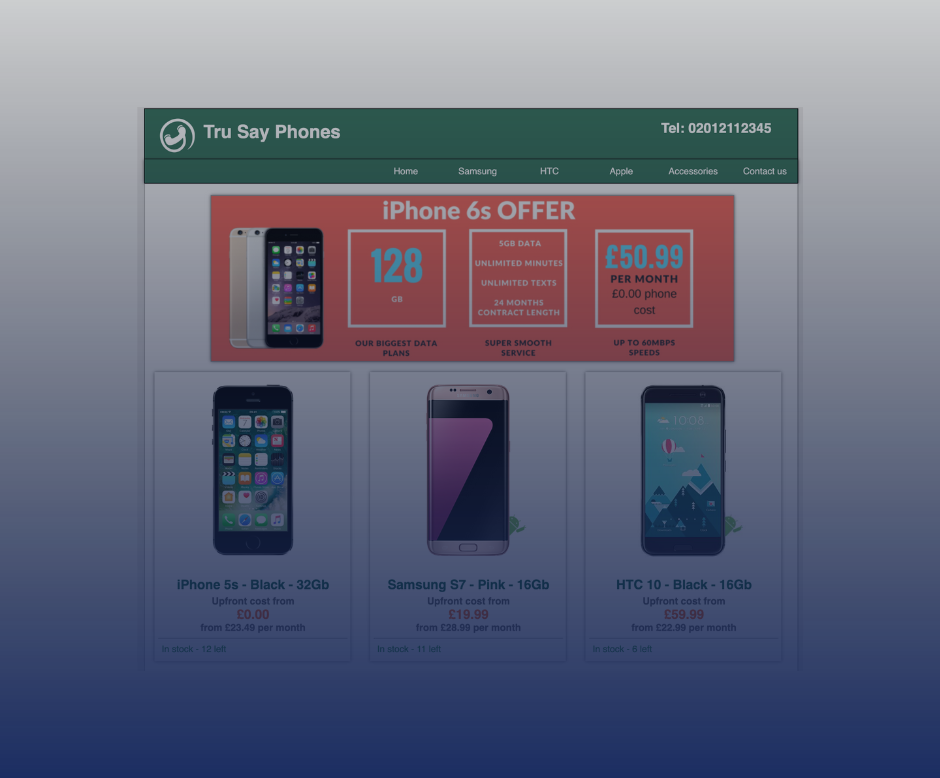 Tru Say Phones
Tel: 02012112345
Home Samsung HTC Apple Accessories Contact us
iPhone 6s OFFER
128
GB
OUR BIGGEST DATA
PLANS
5GB DATA
UNLIMITED MINUTES
UNLIMITED TEXTS
24 MONTHS
CONTRACT LENGTH
SUPER SMOOTH
SERVICE
£50.99
PER MONTH
£0.00 phone
cost
UP TO 60MBPS
SPEEDS
10:08
iPhone 5s - Black - 32Gb
Upfront cost from
£0.00
from £23.49 per month
In stock - 12 left
Samsung S7 - Pink - 16Gb
Upfront cost from
£19.99
from £28.99 per month
In stock - 11 left
HTC 10 - Black - 16Gb
Upfront cost from
£59.99
from £22.99 per month